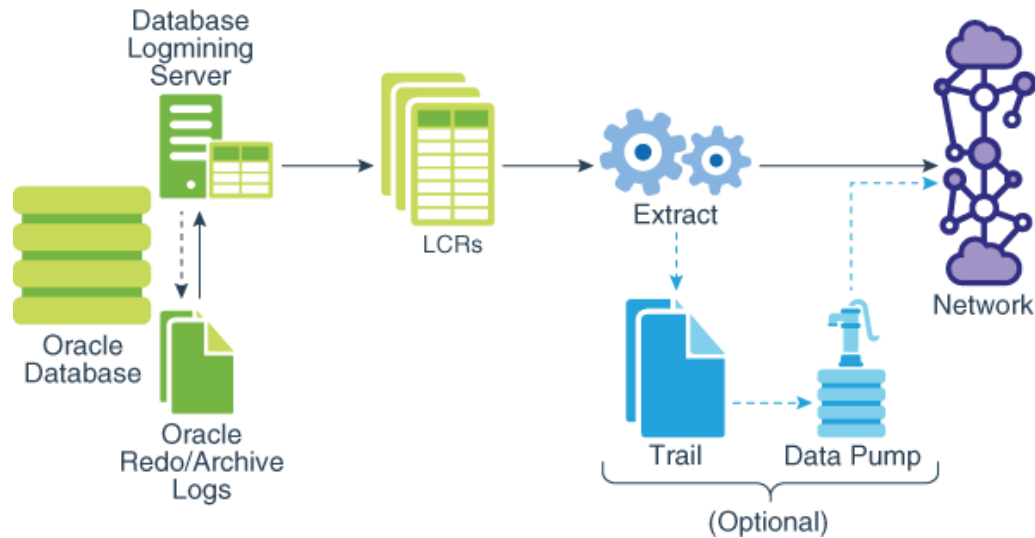 Database
Logmining
Server
Oracle
Database
Oracle
Redo/Archive
Logs
LCRs
Extract
Trail
Data Pump
(Optional)
Network